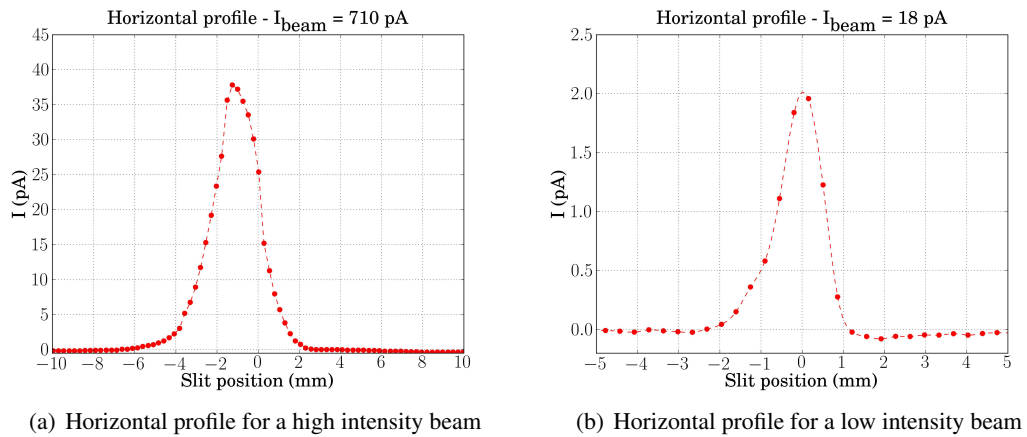 Horizontal profile - I_beam = 710 pA
45
40
35
30
25
20
15
10
5
0
I (pA)
−10 −8 −6 −4 −2 0 2 4 6 8 10
Slit position (mm)
(a) Horizontal profile for a high intensity beam
Horizontal profile - I_beam = 18 pA
2.5
2.0
1.5
1.0
0.5
0.0
I (pA)
−5 −4 −3 −2 −1 0 1 2 3 4 5
Slit position (mm)
(b) Horizontal profile for a low intensity beam